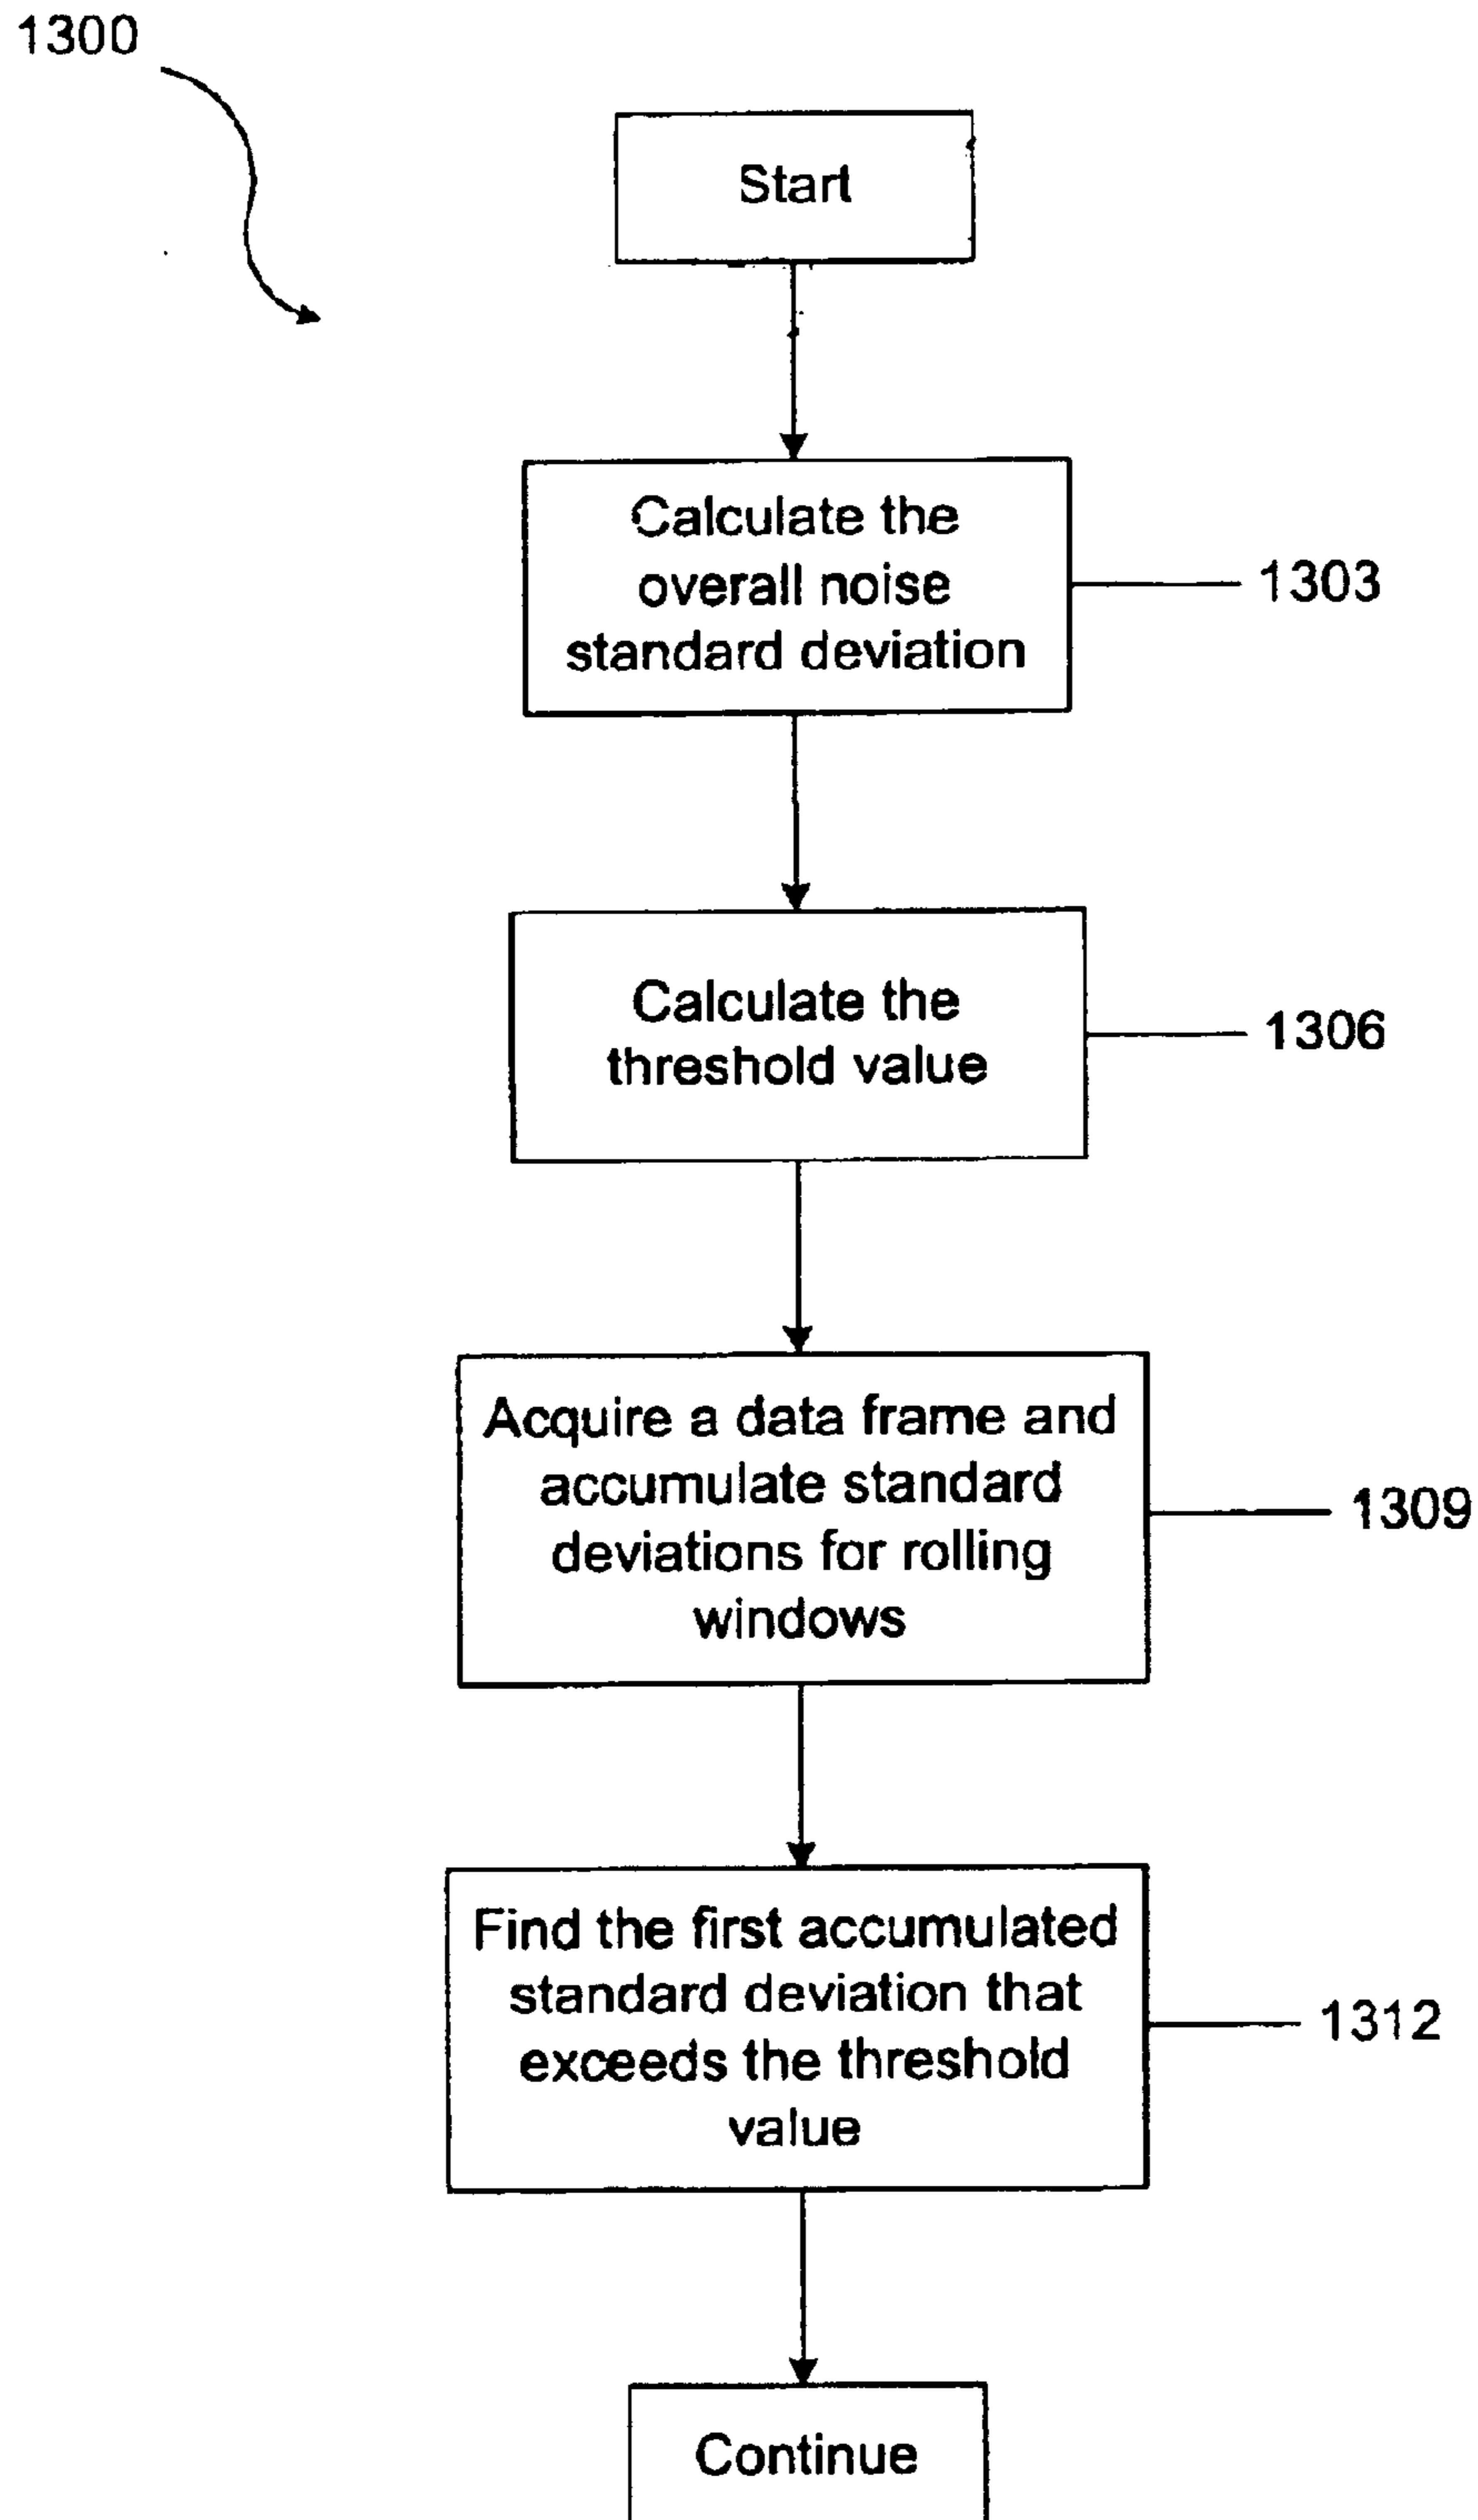 1300
Start
Calculate the
overall noise
standard deviation
1303
Calculate the
threshold value
1306
Acquire a data frame and
accumulate standard
deviations for rolling
windows
1309
Find the first accumulated
standard deviation that
exceeds the threshold
value
1312
Continue